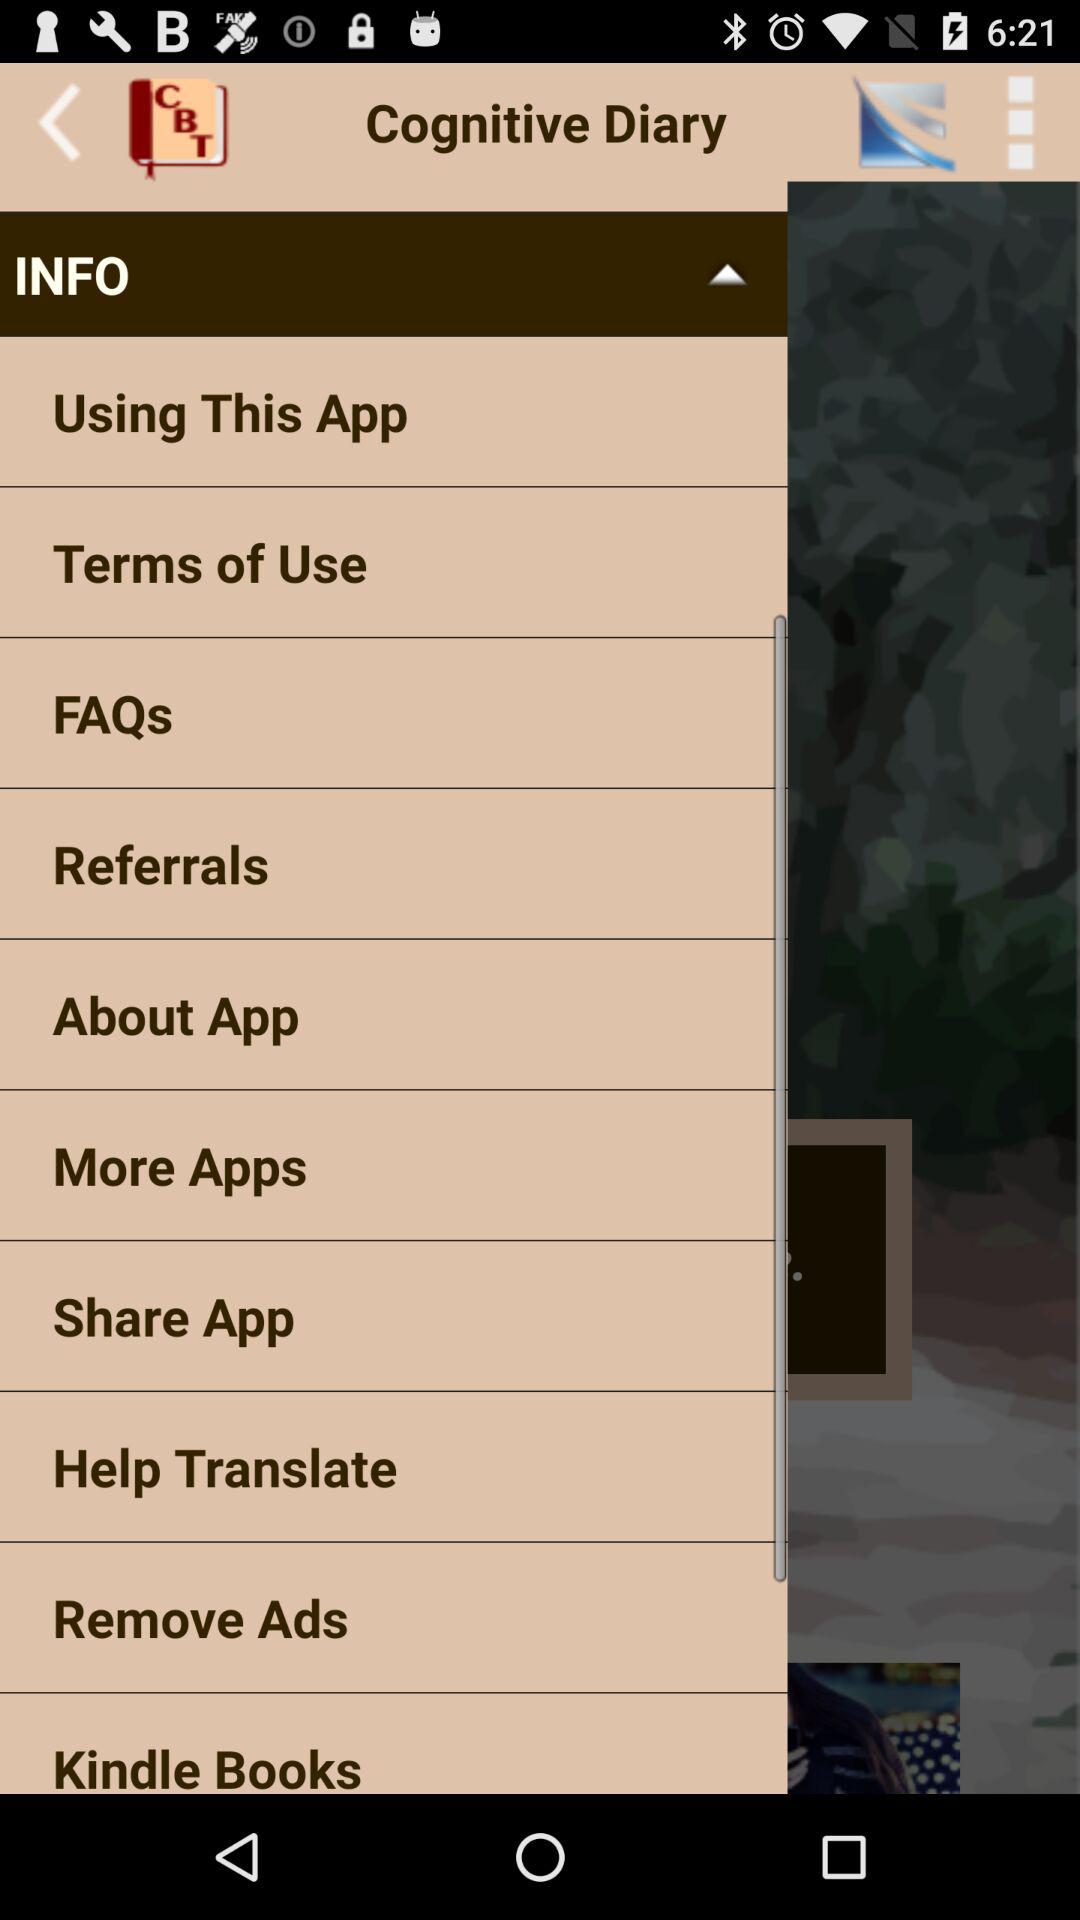 FAKE
6:21
CBT
Cognitive Diary
INFO
Using This App
Terms of Use
FAQs
Referrals
About App
More Apps
Share App
Help Translate
Remove Ads
Kindle Books